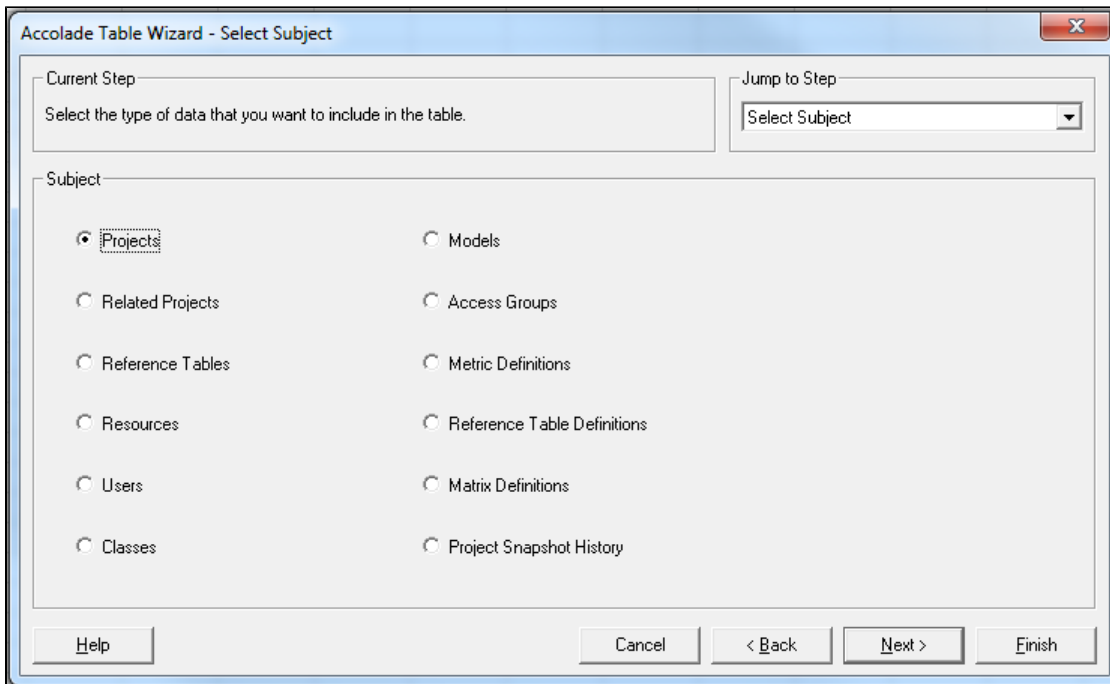 Accolade Table Wizard - Select Subject
Current Step
Select the type of data that you want to include in the table.
Jump to Step
Select Subject
Subject
Projects
Related Projects
Reference Tables
Resources
Users
Classes
Models
Access Groups
Metric Definitions
Reference Table Definitions
Matrix Definitions
Project Snapshot History
Help
Cancel
< Back
Next >
Finish